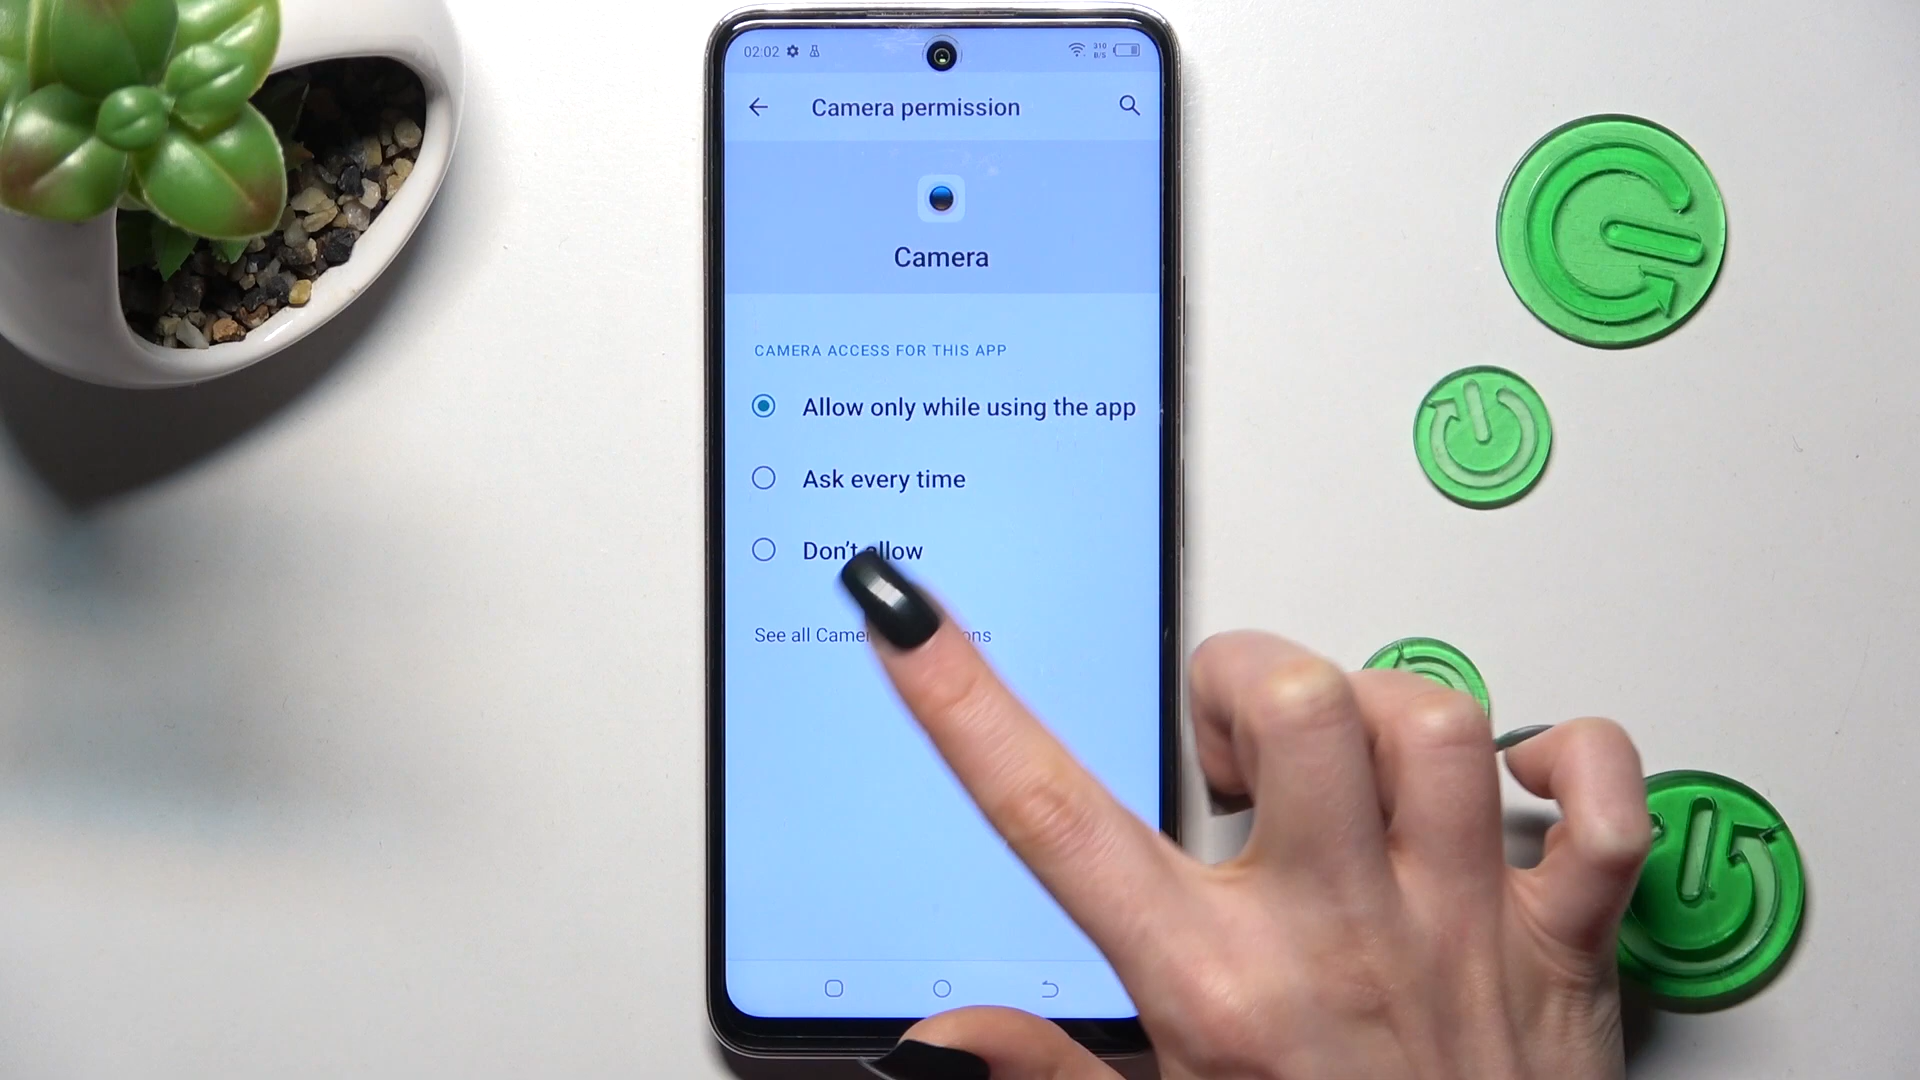 02:02
310
B/S
Camera permission
Camera
CAMERA ACCESS FOR THIS APP
Allow only while using the app
Ask every time
Don't allow
See all